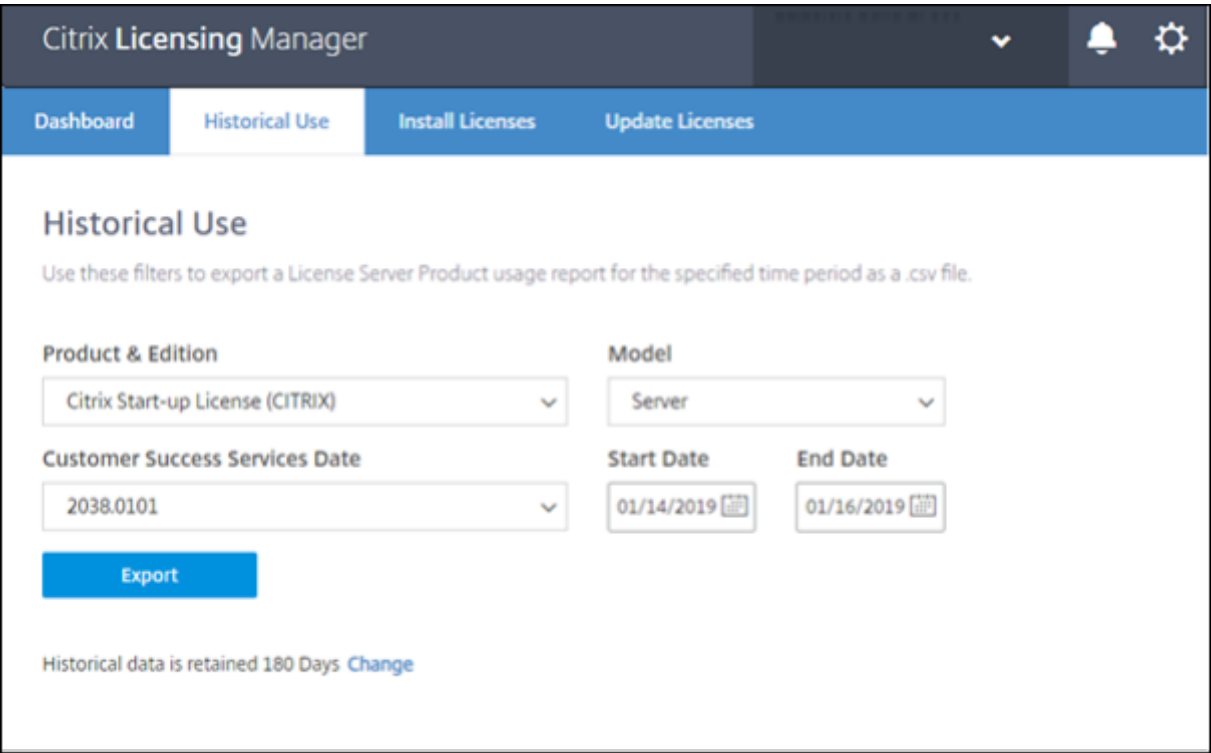 Citrix Licensing Manager
Dashboard
Historical Use
Install Licenses
Update Licenses
Historical Use
Use these filters to export a License Server Product usage report for the specified time period as a .csv file.
Product & Edition
Model
Citrix Start-up License (CITRIX)
Server
Customer Success Services Date
Start Date
End Date
2038.0101
01/14/2019
01/16/2019
Export
Historical data is retained 180 Days Change